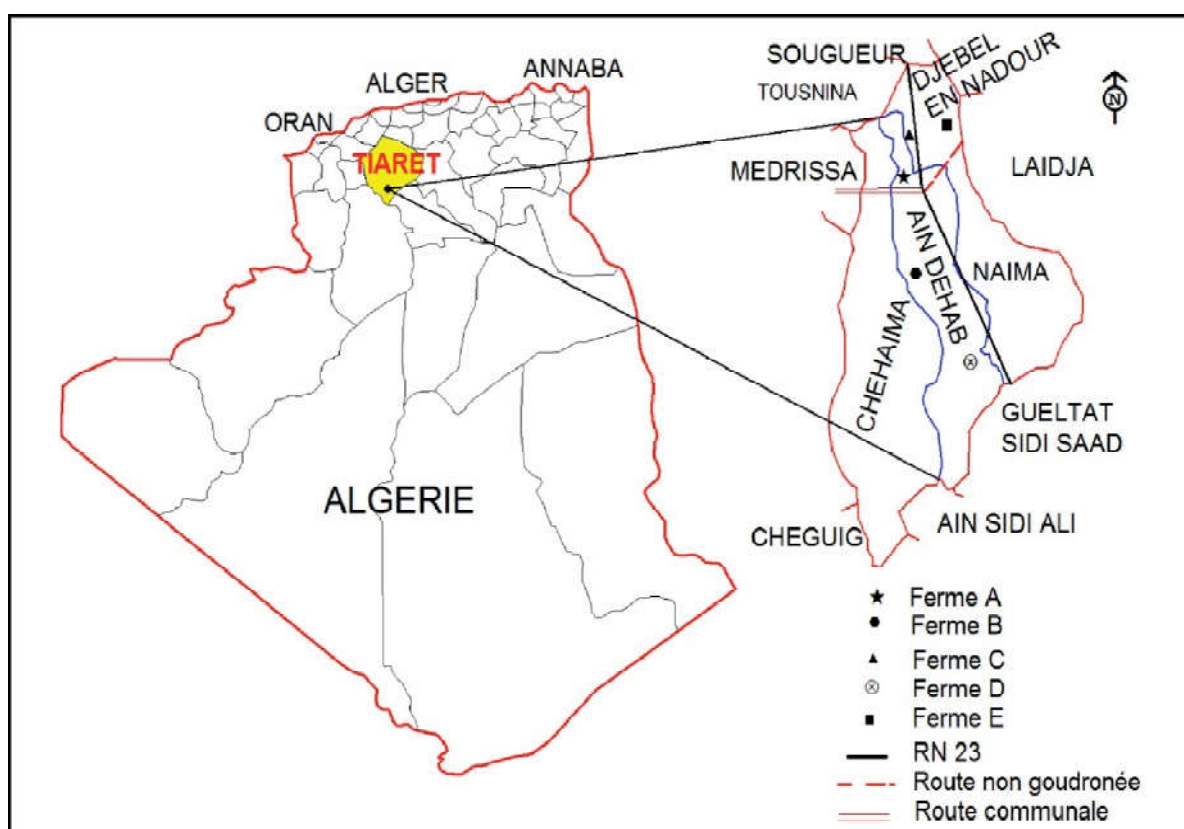 ORAN
ALGER
ANNABA
TIARET
ALGERIE
SOUGUEUR
DJEBEL
EN NADOUR
TOUSNINA
N
MEDRISSA
LAIDJA
AIN DEHAB
NAIMA
CHEHAIMA
GUELTAT
SIDI SAAD
CHEGUIG
AIN SIDI ALI
Ferme A
Ferme B
Ferme C
Ferme D
Ferme E
RN 23
Route non goudronée
Route communale